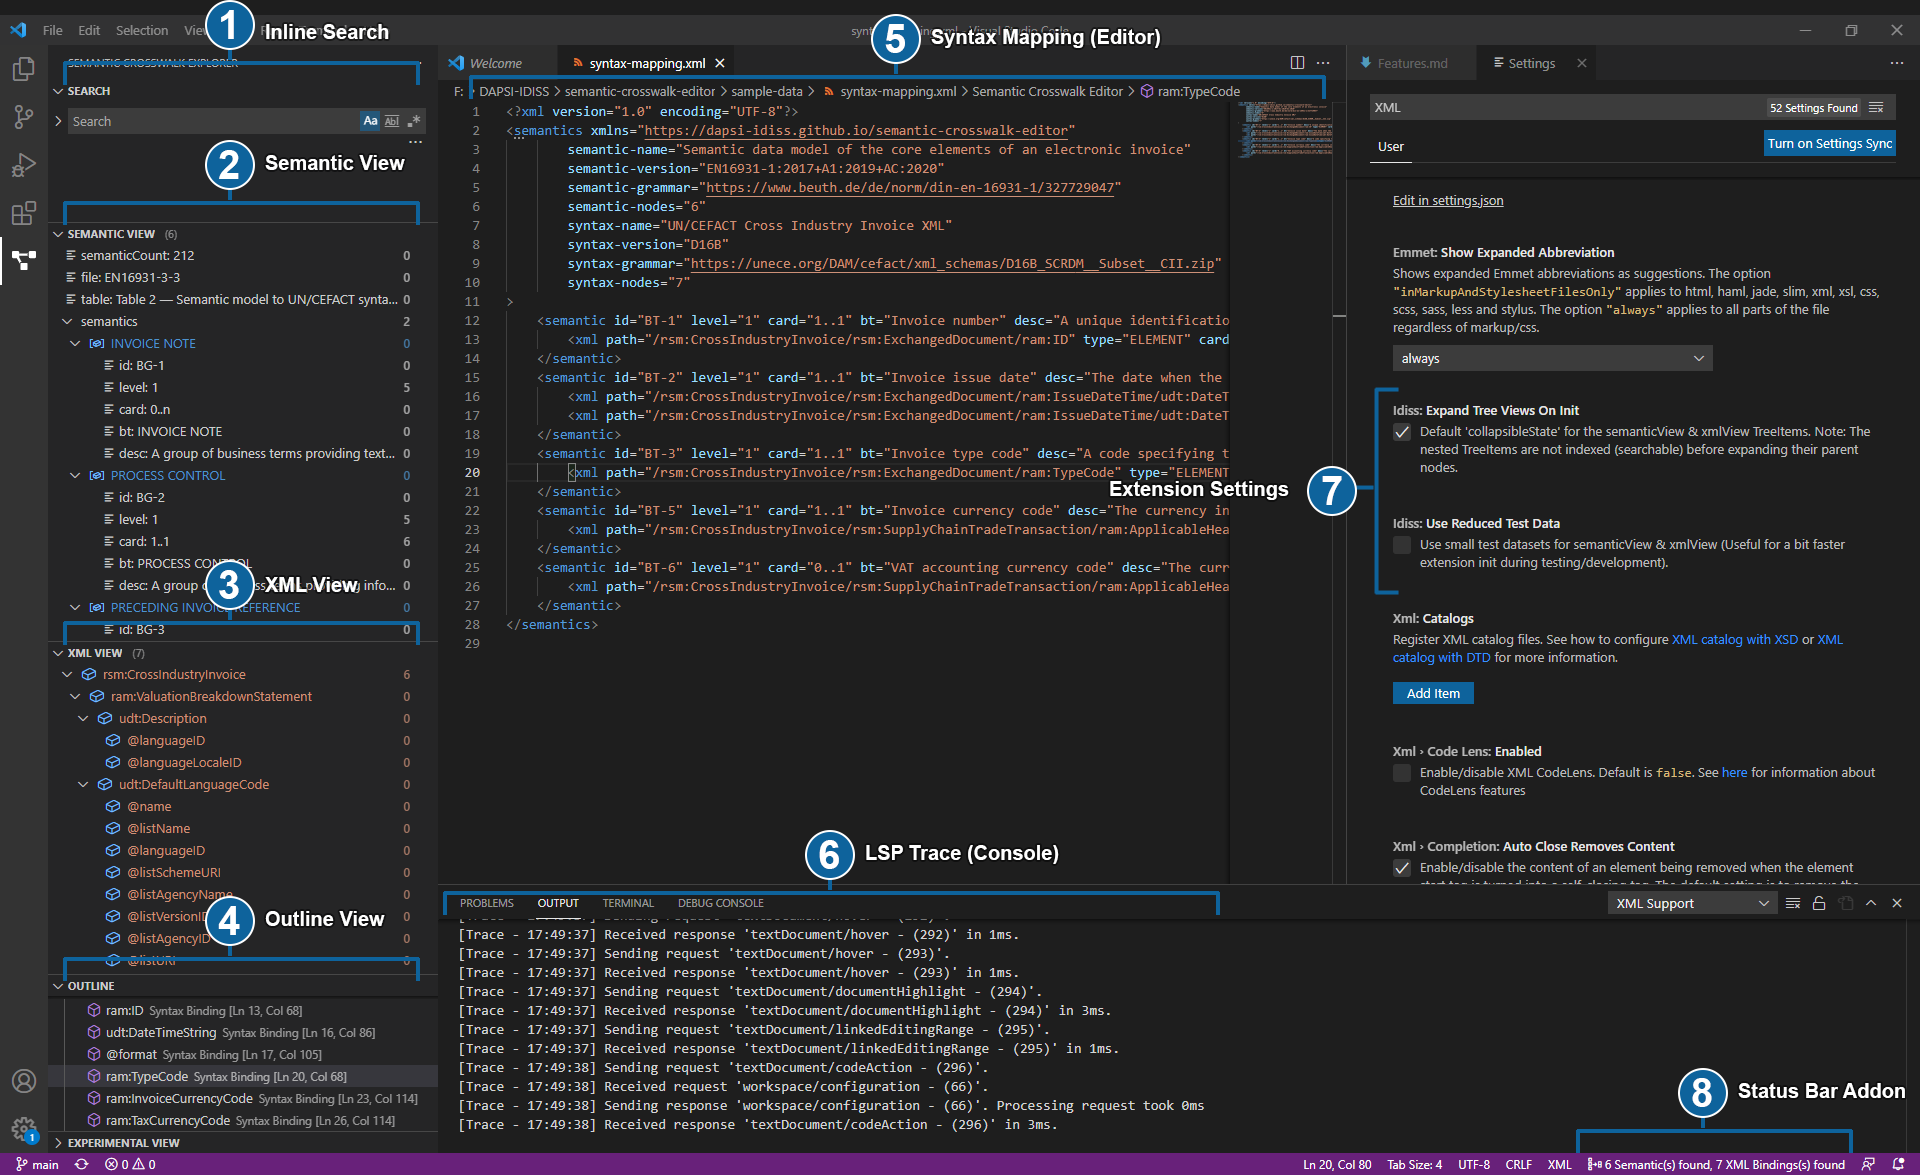 File Edit Selection
1 Inline Search
SEARCH
Search
Aa Abl .*
2 Semantic View
SEMANTIC VIEW (6)
semanticCount: 212 0
file: EN16931-3-3 0
table: Table 2 — Semantic model to UN/CEFACT synta... 0
semantics 2
INVOICE NOTE 0
id: BG-1 0
level: 1 5
card: 0..n 0
bt: INVOICE NOTE 0
desc: A group of business terms providing text... 0
PROCESS CONTROL 0
id: BG-2 0
level: 1 5
card: 1..1 6
bt: PROCESS CONTROL 0
desc: A group info... 0
3 XML View
PRECEDING INVOICE REFERENCE 0
id: BG-3 0
XML VIEW (7)
rsm:CrossIndustryInvoice 6
ram:ValuationBreakdownStatement 0
udt:Description 0
@languageID 0
@languageLocaleID 0
udt:DefaultLanguageCode 0
@name 0
@listName 0
@languageID 0
@listSchemeURI 0
@listAgencyName 0
@listVersionID 0
@listAgencyID 0
@listURI 0
4 Outline View
OUTLINE
ram:ID Syntax Binding [Ln 13, Col 68]
udt:DateTimeString Syntax Binding [Ln 16, Col 86]
@format Syntax Binding [Ln 17, Col 105]
ram:TypeCode Syntax Binding [Ln 20, Col 68]
ram:InvoiceCurrencyCode Syntax Binding [Ln 23, Col 114]
ram:TaxCurrencyCode Syntax Binding [Ln 26, Col 114]
EXPERIMENTAL VIEW
5 Syntax Mapping (Editor)
Welcome syntax-mapping.xml
F: DAPSI-IDISS > semantic-crosswalk-editor > sample-data > syntax-mapping.xml > Semantic Crosswalk Editor > ram:TypeCode
1 <?xml version="1.0" encoding="UTF-8"?>
2 <semantics xmlns="https://dapsi-idiss.github.io/semantic-crosswalk-editor"
3 semantic-name="Semantic data model of the core elements of an electronic invoice"
4 semantic-version="EN16931-1:2017+A1:2019+AC:2020"
5 semantic-grammar="https://www.beuth.de/de/norm/din-en-16931-1/327729047"
6 semantic-nodes="6"
7 syntax-name="UN/CEFACT Cross Industry Invoice XML"
8 syntax-version="D16B"
9 syntax-grammar="https://unece.org/DAM/cefact/xml_schemas/D16B_SCRDM__Subset__CII.zip"
10 syntax-nodes="7"
11 >
12 <semantic id="BT-1" level="1" card="1..1" bt="Invoice number" desc="A unique identificatio
13 <xml path="/rsm:CrossIndustryInvoice/rsm:ExchangedDocument/ram:ID" type="ELEMENT" card
14 </semantic>
15 <semantic id="BT-2" level="1" card="1..1" bt="Invoice issue date" desc="The date when the
16 <xml path="/rsm:CrossIndustryInvoice/rsm:ExchangedDocument/ram:IssueDateTime/udt:DateT
17 <xml path="/rsm:CrossIndustryInvoice/rsm:ExchangedDocument/ram:IssueDateTime/udt:DateT
18 </semantic>
19 <semantic id="BT-3" level="1" card="1..1" bt="Invoice type code" desc="A code specifying t
20 <xml path="/rsm:CrossIndustryInvoice/rsm:ExchangedDocument/ram:TypeCode" type="ELEMENT
21 </semantic>
22 <semantic id="BT-5" level="1" card="1..1" bt="Invoice currency code" desc="The currency in
23 <xml path="/rsm:CrossIndustryInvoice/rsm:SupplyChainTradeTransaction/ram:ApplicableHea
24 </semantic>
25 <semantic id="BT-6" level="1" card="0..1" bt="VAT accounting currency code" desc="The curr
26 <xml path="/rsm:CrossIndustryInvoice/rsm:SupplyChainTradeTransaction/ram:ApplicableHea
27 </semantic>
28 </semantics>
29
6 LSP Trace (Console)
PROBLEMS OUTPUT TERMINAL DEBUG CONSOLE
XML Support
[Trace - 17:49:37] Received response 'textDocument/hover - (292)' in 1ms.
[Trace - 17:49:37] Sending request 'textDocument/hover - (293)'.
[Trace - 17:49:37] Received response 'textDocument/hover - (293)' in 1ms.
[Trace - 17:49:37] Sending request 'textDocument/documentHighlight - (294)'.
[Trace - 17:49:37] Received response 'textDocument/documentHighlight - (294)' in 3ms.
[Trace - 17:49:37] Sending request 'textDocument/linkedEditingRange - (295)'.
[Trace - 17:49:37] Received response 'textDocument/linkedEditingRange - (295)' in 1ms.
[Trace - 17:49:38] Sending request 'textDocument/codeAction - (296)'.
[Trace - 17:49:38] Received request 'workspace/configuration - (66)'.
[Trace - 17:49:38] Sending response 'workspace/configuration - (66)'. Processing request took 0ms
[Trace - 17:49:38] Received response 'textDocument/codeAction - (296)' in 3ms.
Features.md Settings
XML 52 Settings Found
User Turn on Settings Sync
Edit in settings.json
Emmet: Show Expanded Abbreviation
Shows expanded Emmet abbreviations as suggestions. The option
"inMarkupAndStylesheetFilesOnly" applies to html, haml, jade, slim, xml, xsl, css,
scss, sass, less and stylus. The option "always" applies to all parts of the file
regardless of markup/css.
always
Extension Settings 7
Idiss: Expand Tree Views On Init
Default 'collapsibleState' for the semanticView & xmlView TreeItems. Note: The
nested TreeItems are not indexed (searchable) before expanding their parent
nodes.
Idiss: Use Reduced Test Data
Use small test datasets for semanticView & xmlView (Useful for a bit faster
extension init during testing/development).
Xml: Catalogs
Register XML catalog files. See how to configure XML catalog with XSD or XML
catalog with DTD for more information.
Add Item
Xml › Code Lens: Enabled
Enable/disable XML CodeLens. Default is false. See here for information about
CodeLens features
Xml › Completion: Auto Close Removes Content
Enable/disable the content of an element being removed when the element
8 Status Bar Addon
1
main 0 0
Ln 20, Col 80 Tab Size: 4 UTF-8 CRLF XML 6 Semantic(s) found, 7 XML Bindings(s) found